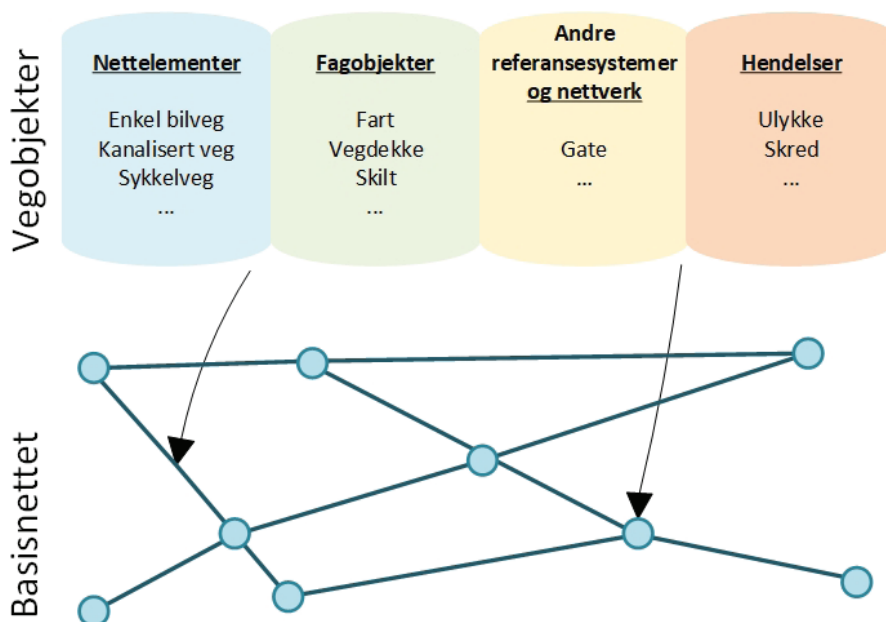 Vegobjekter
Nettelementer
Enkel bilveg
Kanalisert veg
Sykkelveg
...
Fagobjekter
Fart
Vegdekke
Skilt
...
Andre
referansesystemer
og nettverk
Gate
...
Hendelser
Ulykke
Skred
...
Basisnettet